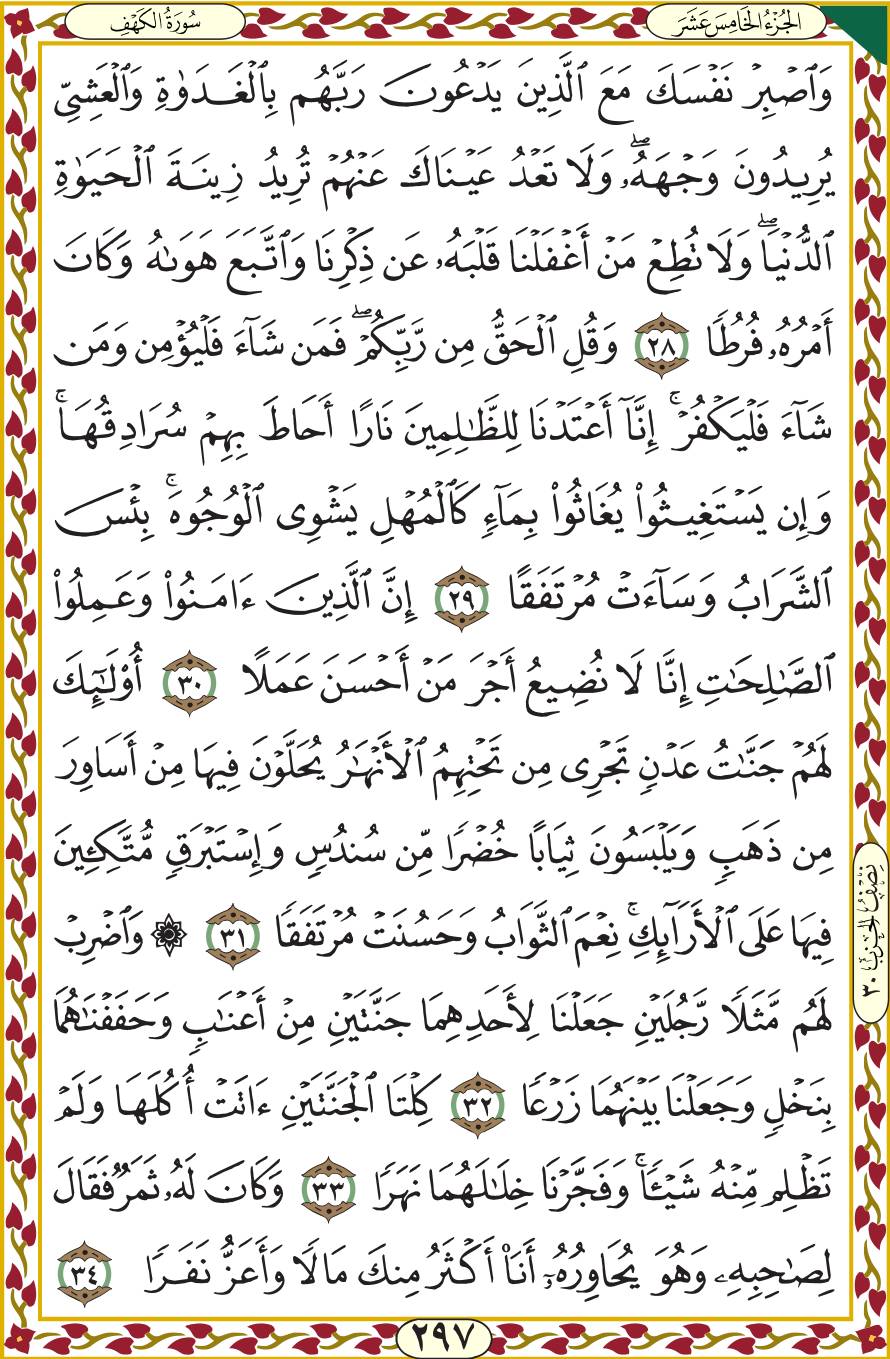 الجُزْءُ الخَامِسَ عَشَرَ
سُورَةُ الكَهْفِ
وَٱصْبِرْ نَفْسَكَ مَعَ ٱلَّذِينَ يَدْعُونَ رَبَّهُم بِٱلْغَدَوٰةِ وَٱلْعَشِىِّ
يُرِيدُونَ وَجْهَهُۥۖ وَلَا تَعْدُ عَيْنَاكَ عَنْهُمْ تُرِيدُ زِينَةَ ٱلْحَيَوٰةِ
ٱلدُّنْيَاۖ وَلَا تُطِعْ مَنْ أَغْفَلْنَا قَلْبَهُۥ عَن ذِكْرِنَا وَٱتَّبَعَ هَوَىٰهُ وَكَانَ
أَمْرُهُۥ فُرُطًا ٢٨ وَقُلِ ٱلْحَقُّ مِن رَّبِّكُمْۖ فَمَن شَآءَ فَلْيُؤْمِن وَمَن
شَآءَ فَلْيَكْفُرْۚ إِنَّآ أَعْتَدْنَا لِلظَّـٰلِمِينَ نَارًا أَحَاطَ بِهِمْ سُرَادِقُهَاۚ
وَإِن يَسْتَغِيثُوا۟ يُغَاثُوا۟ بِمَآءٍ كَٱلْمُهْلِ يَشْوِى ٱلْوُجُوهَۚ بِئْسَ
ٱلشَّرَابُ وَسَآءَتْ مُرْتَفَقًا ٢٩ إِنَّ ٱلَّذِينَ ءَامَنُوا۟ وَعَمِلُوا۟
ٱلصَّـٰلِحَـٰتِ إِنَّا لَا نُضِيعُ أَجْرَ مَنْ أَحْسَنَ عَمَلًا ٣٠ أُو۟لَـٰٓئِكَ
لَهُمْ جَنَّـٰتُ عَدْنٍ تَجْرِى مِن تَحْتِهِمُ ٱلْأَنْهَـٰرُ يُحَلَّوْنَ فِيهَا مِنْ أَسَاوِرَ
مِن ذَهَبٍ وَيَلْبَسُونَ ثِيَابًا خُضْرًا مِّن سُندُسٍ وَإِسْتَبْرَقٍ مُّتَّكِـِٔينَ
فِيهَا عَلَى ٱلْأَرَآئِكِۚ نِعْمَ ٱلثَّوَابُ وَحَسُنَتْ مُرْتَفَقًا ٣١ ۞ وَٱضْرِبْ
لَهُم مَّثَلًا رَّجُلَيْنِ جَعَلْنَا لِأَحَدِهِمَا جَنَّتَيْنِ مِنْ أَعْنَـٰبٍ وَحَفَفْنَـٰهُمَا
بِنَخْلٍ وَجَعَلْنَا بَيْنَهُمَا زَرْعًا ٣٢ كِلْتَا ٱلْجَنَّتَيْنِ ءَاتَتْ أُكُلَهَا وَلَمْ
تَظْلِم مِّنْهُ شَيْـًٔاۚ وَفَجَّرْنَا خِلَـٰلَهُمَا نَهَرًا ٣٣ وَكَانَ لَهُۥ ثَمَرٌ فَقَالَ
لِصَـٰحِبِهِۦ وَهُوَ يُحَاوِرُهُۥٓ أَنَا۠ أَكْثَرُ مِنكَ مَالًا وَأَعَزُّ نَفَرًا ٣٤
نِصْفُ الحِزْبِ ٣٠
٢٩٧